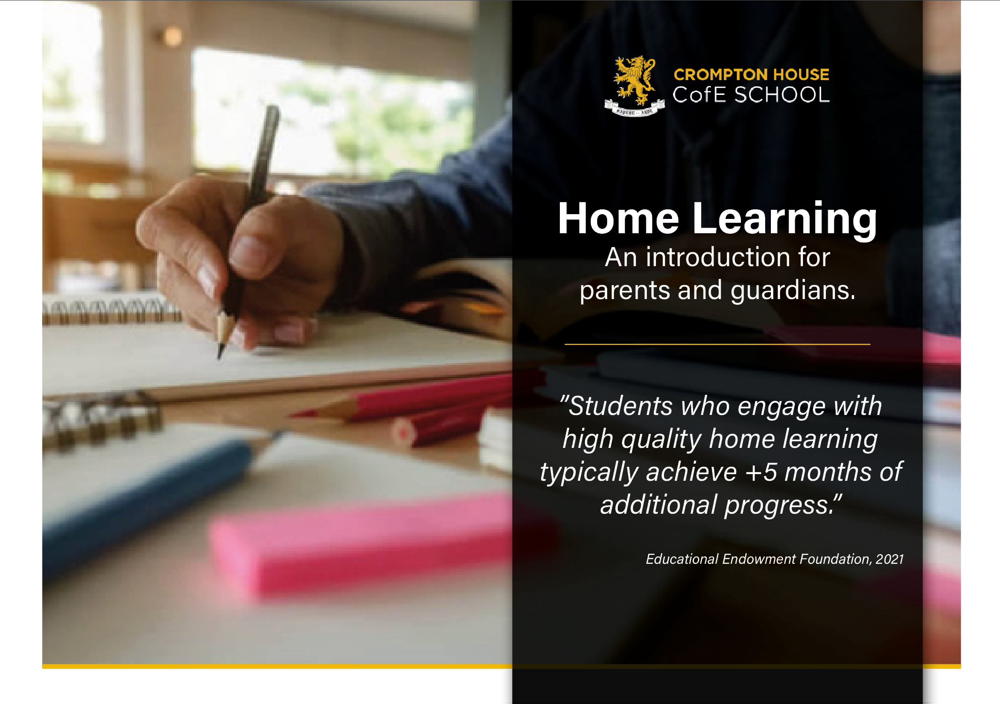 CROMPTON HOUSE
CofE SCHOOL
SAPERE -- AUDE
Home Learning
An introduction for
parents and guardians.
"Students who engage with
high quality home learning
typically achieve +5 months of
additional progress."
Educational Endowment Foundation, 2021